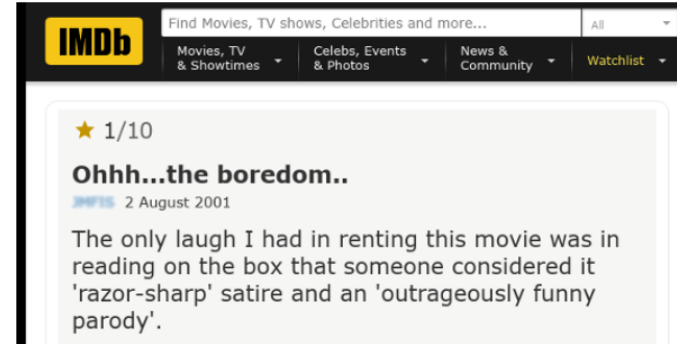 IMDb
Find Movies, TV shows, Celebrities and more...
All
Movies, TV
& Showtimes
Celebs, Events
& Photos
News &
Community
Watchlist
1/10
Ohhh...the boredom..
2 August 2001
The only laugh I had in renting this movie was in
reading on the box that someone considered it
'razor-sharp' satire and an 'outrageously funny
parody'.